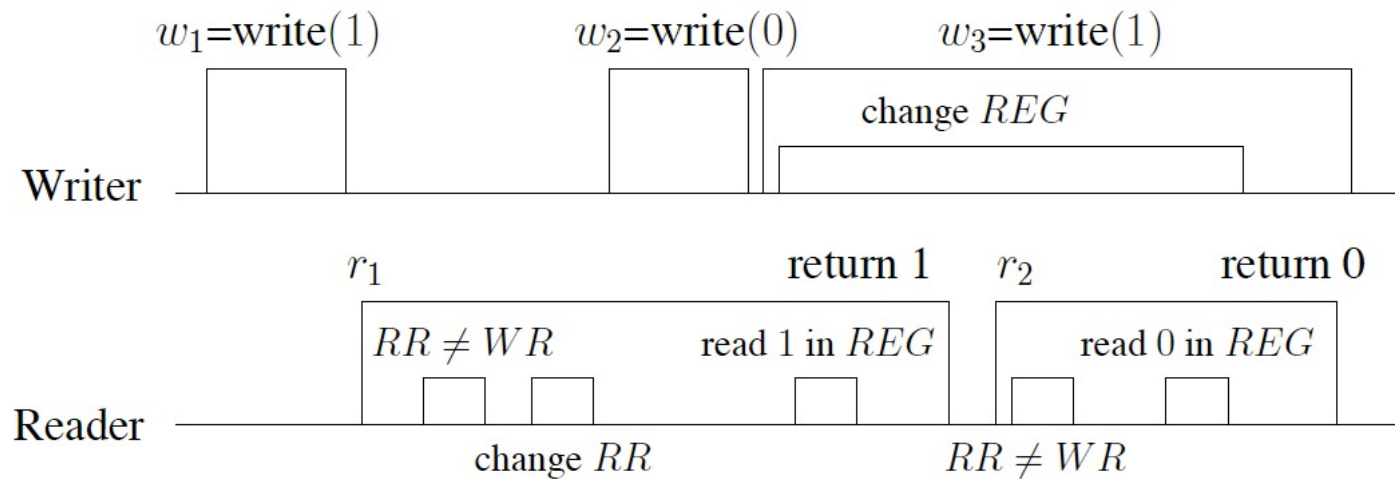 w₁=write(1) w₂=write(0) w₃=write(1)
change REG
Writer
r₁ return 1 r₂ return 0
RR ≠ WR read 1 in REG read 0 in REG
Reader
change RR RR ≠ WR